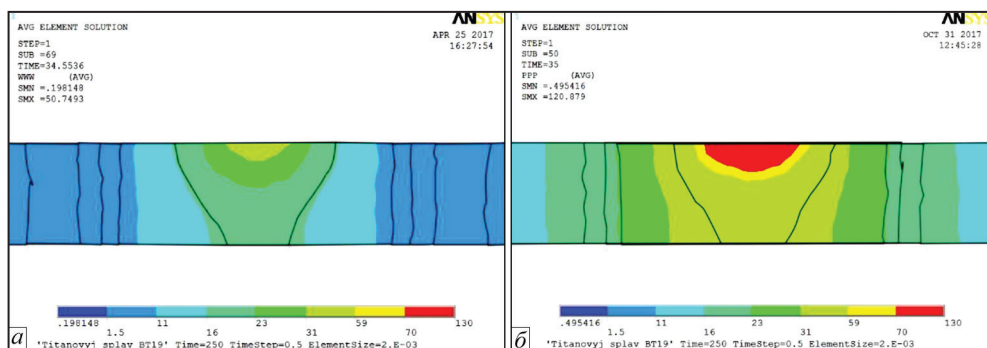 ANSYS
AVG ELEMENT SOLUTION
APR 25 2017
16:27:54
STEP=1
SUB =69
TIME=34.5536
WWW (AVG)
SMN =.198148
SMX =50.7493
.198148 1.5 11 16 23 31 59 70 130
'Titanovyj splav BT19' Time=250 TimeStep=0.5 ElementSize=2.E-03
а
ANSYS
AVG ELEMENT SOLUTION
OCT 31 2017
12:45:28
STEP=1
SUB =50
TIME=35
PPP (AVG)
SMN =.495416
SMX =120.879
.495416 1.5 11 16 23 31 59 70 130
'Titanovyj splav BT19' Time=250 TimeStep=0.5 ElementSize=2.E-03
б